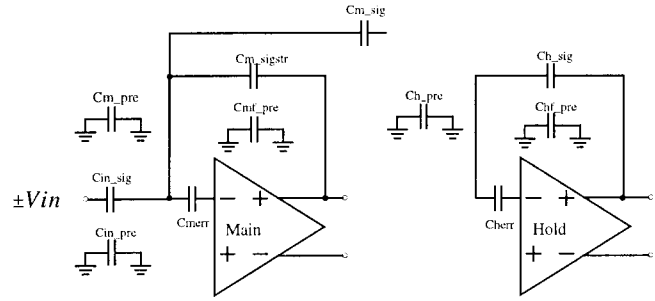 Cm_sig
Cm_sigstr
Ch_sig
Cm_pre
Cmf_pre
Ch_pre
Chf_pre
Cin_sig
±Vin
Cmerr
− +
Main
+ −
Cherr
− +
Hold
+ −
Cin_pre